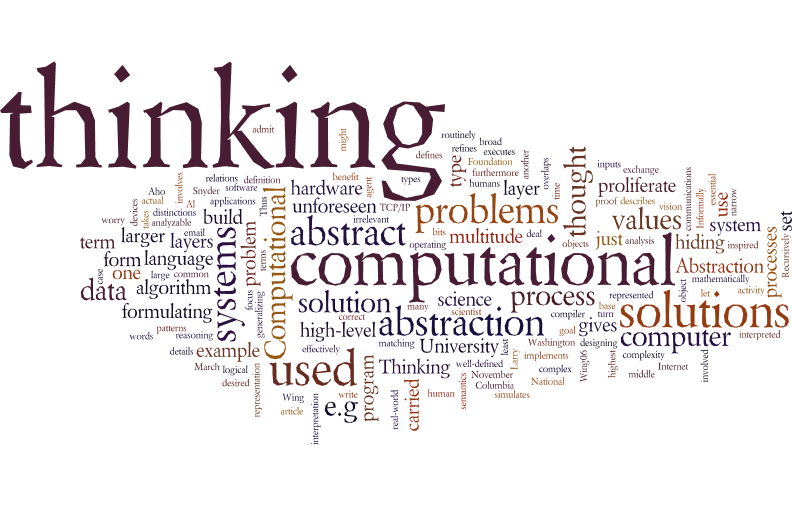 thinking
admit
might
routinely
defines
refines
broad
executes
type
Foundation
furthermore
humans
another
overlaps
time
thought
inputs
exchange
proliferate
proof
describes
vision
communications
Informally
essential
use
narrow
relations
definition
involves
Snyder
software
benefit
agent
types
hardware
layer
Aho
actual
AI
applications
Thus
unforeseen
TCP/IP
problems
values
system
set
devices
takes
distinctions
analyzable
worry
email
build
irrelevant
bits
multitude
deal
objects
just
analysis
hiding
inspired
processes
Recursively
term
larger
layers
systems
problem
Computational
abstract
operating
computational
Abstraction
mathematically
case
form
language
one
large
common
terms
object
activity
data
algorithm
focus
generalizing
solution
many
science
scientist
process
represented
let
base
solutions
interpreted
formulating
patterns
words
reasoning
correct
high-level
abstraction
compiler
turn
goal
gives
computer
details
example
effectively
matching
University
least
Washington
designing
implements
complexity
March
logical
desired
representation
used
Thinking
well-defined
November
Columbia
Larry
complex
National
Wing06
highest
middle
Internet
involved
Wing
article
interpretation
e.g
write
program
real-world
carried
human
semantics
simulates